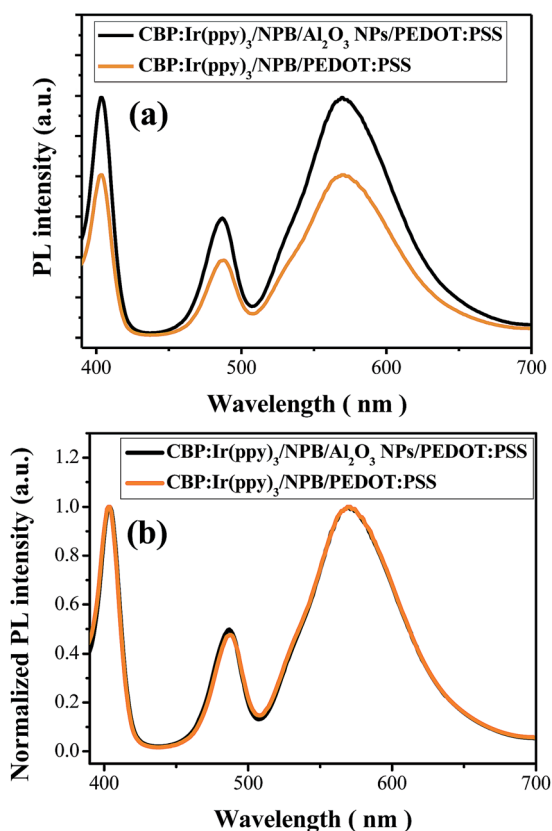 CBP:Ir(ppy)₃/NPB/Al₂O₃ NPs/PEDOT:PSS
CBP:Ir(ppy)₃/NPB/PEDOT:PSS
(a)
PL intensity (a.u.)
400 500 600 700
Wavelength ( nm )
CBP:Ir(ppy)₃/NPB/Al₂O₃ NPs/PEDOT:PSS
CBP:Ir(ppy)₃/NPB/PEDOT:PSS
(b)
Normalized PL intensity (a.u.)
1.2
1.0
0.8
0.6
0.4
0.2
0.0
400 500 600 700
Wavelength ( nm )